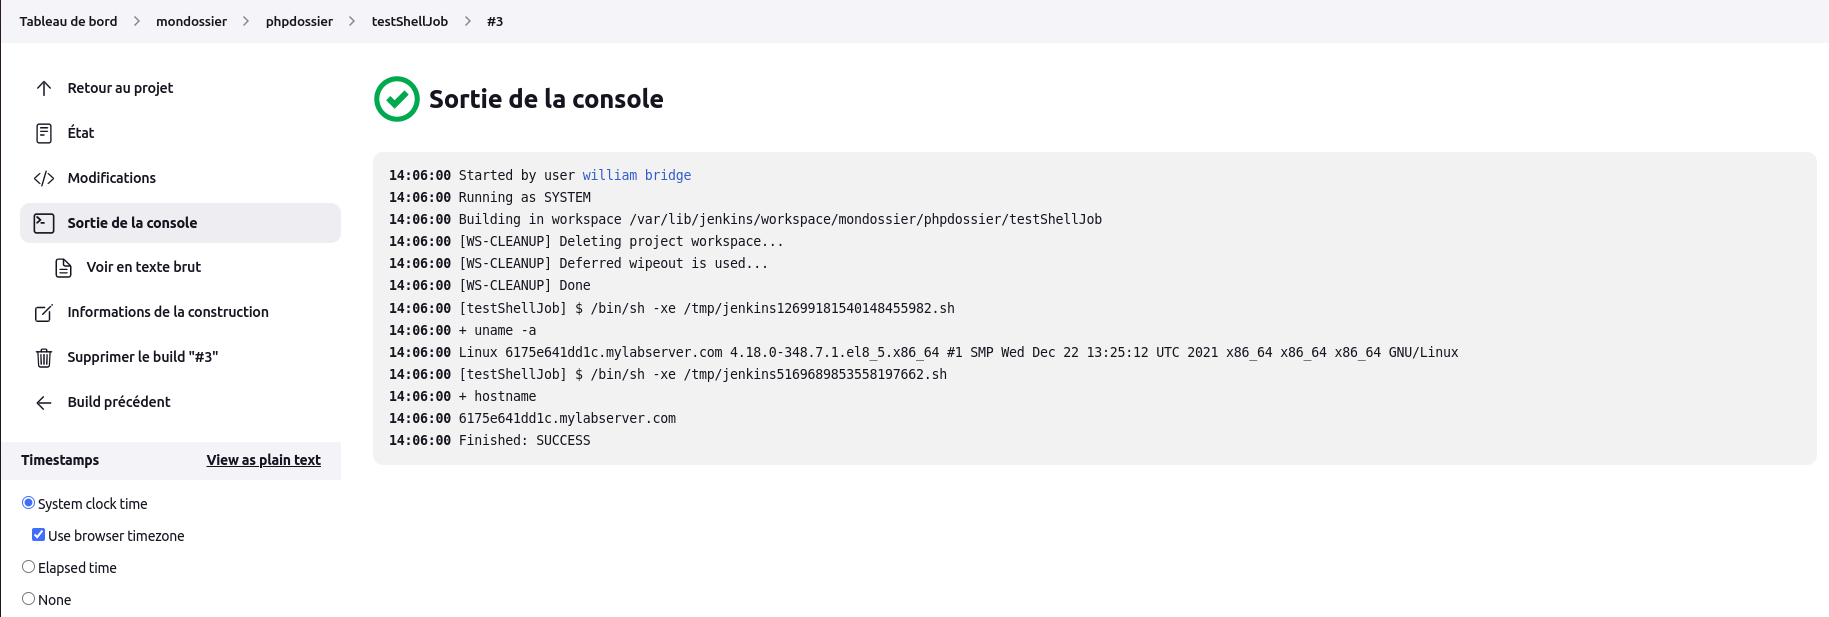 Tableau de bord > mondossier > phpdossier > testShellJob > #3
Retour au projet
État
Modifications
Sortie de la console
Voir en texte brut
Informations de la construction
Supprimer le build "#3"
Build précédent
Timestamps View as plain text
System clock time
Use browser timezone
Elapsed time
None
Sortie de la console
14:06:00 Started by user william bridge
14:06:00 Running as SYSTEM
14:06:00 Building in workspace /var/lib/jenkins/workspace/mondossier/phpdossier/testShellJob
14:06:00 [WS-CLEANUP] Deleting project workspace...
14:06:00 [WS-CLEANUP] Deferred wipeout is used...
14:06:00 [WS-CLEANUP] Done
14:06:00 [testShellJob] $ /bin/sh -xe /tmp/jenkins12699181540148455982.sh
14:06:00 + uname -a
14:06:00 Linux 6175e641dd1c.mylabserver.com 4.18.0-348.7.1.el8_5.x86_64 #1 SMP Wed Dec 22 13:25:12 UTC 2021 x86_64 x86_64 x86_64 GNU/Linux
14:06:00 [testShellJob] $ /bin/sh -xe /tmp/jenkins5169689853558197662.sh
14:06:00 + hostname
14:06:00 6175e641dd1c.mylabserver.com
14:06:00 Finished: SUCCESS